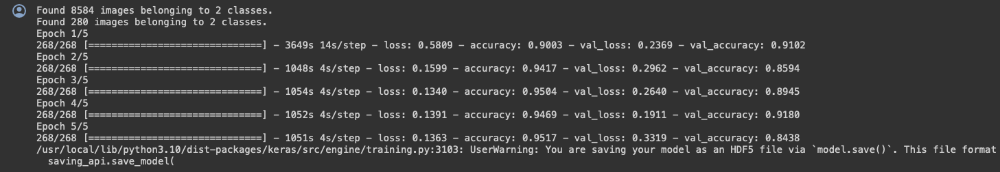 Found 8584 images belonging to 2 classes.
Found 280 images belonging to 2 classes.
Epoch 1/5
268/268 [==============================] - 3649s 14s/step - loss: 0.5809 - accuracy: 0.9003 - val_loss: 0.2369 - val_accuracy: 0.9102
Epoch 2/5
268/268 [==============================] - 1048s 4s/step - loss: 0.1599 - accuracy: 0.9417 - val_loss: 0.2962 - val_accuracy: 0.8594
Epoch 3/5
268/268 [==============================] - 1054s 4s/step - loss: 0.1340 - accuracy: 0.9504 - val_loss: 0.2640 - val_accuracy: 0.8945
Epoch 4/5
268/268 [==============================] - 1052s 4s/step - loss: 0.1391 - accuracy: 0.9469 - val_loss: 0.1911 - val_accuracy: 0.9180
Epoch 5/5
268/268 [==============================] - 1051s 4s/step - loss: 0.1363 - accuracy: 0.9517 - val_loss: 0.3319 - val_accuracy: 0.8438
/usr/local/lib/python3.10/dist-packages/keras/src/engine/training.py:3103: UserWarning: You are saving your model as an HDF5 file via `model.save()`. This file format
  saving_api.save_model(